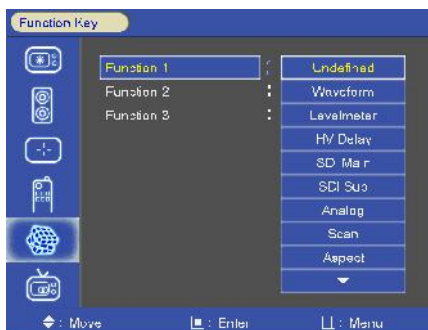 Function Key
Function 1 : Undefined
Function 2 : Waveform
Function 3 : Levelmeter
HV Delay
SDI Main
SDI Sub
Analog
Scan
Aspect
: Move : Enter : Menu